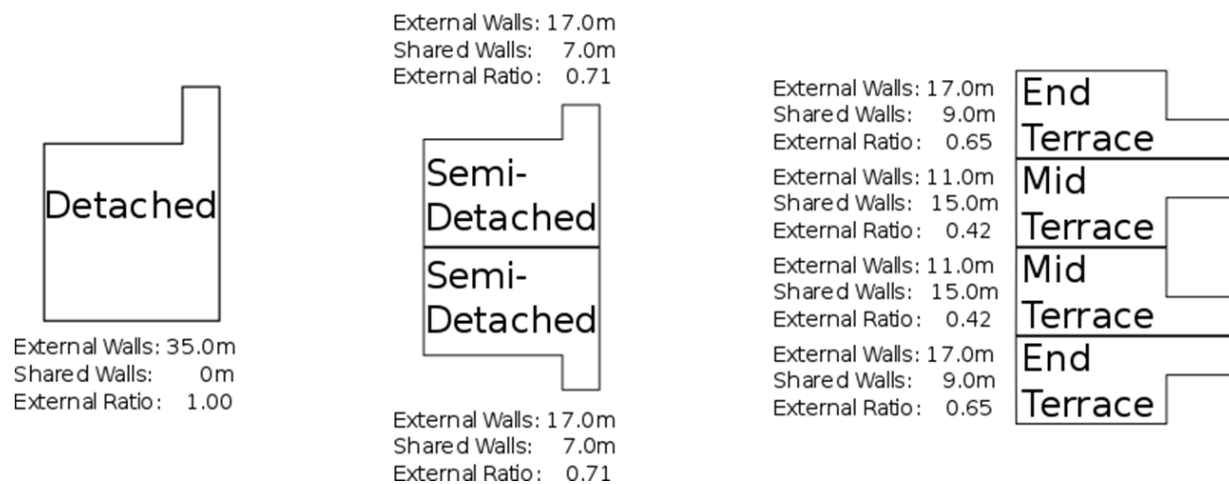 Detached
External Walls: 35.0m
Shared Walls: 0m
External Ratio: 1.00
External Walls: 17.0m
Shared Walls: 7.0m
External Ratio: 0.71
Semi-
Detached
Semi-
Detached
External Walls: 17.0m
Shared Walls: 7.0m
External Ratio: 0.71
External Walls: 17.0m
Shared Walls: 9.0m
External Ratio: 0.65
End
Terrace
External Walls: 11.0m
Shared Walls: 15.0m
External Ratio: 0.42
Mid
Terrace
External Walls: 11.0m
Shared Walls: 15.0m
External Ratio: 0.42
Mid
Terrace
External Walls: 17.0m
Shared Walls: 9.0m
External Ratio: 0.65
End
Terrace